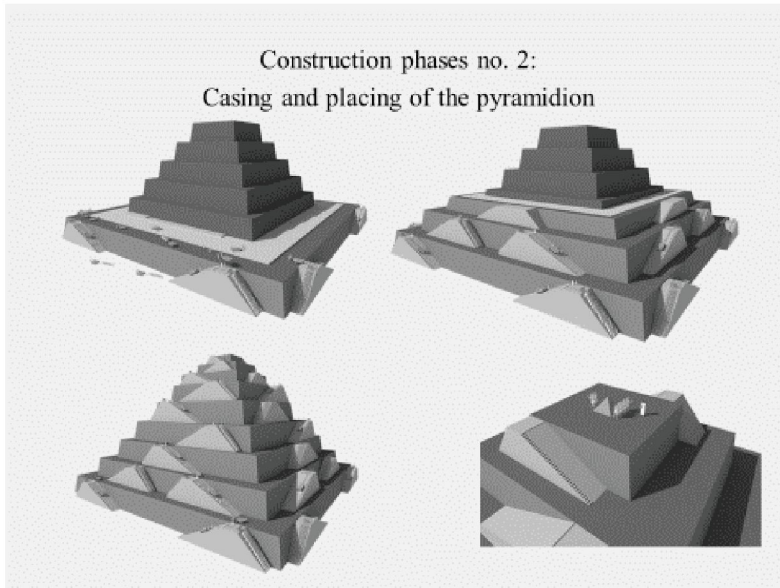 Construction phases no. 2:
Casing and placing of the pyramidion